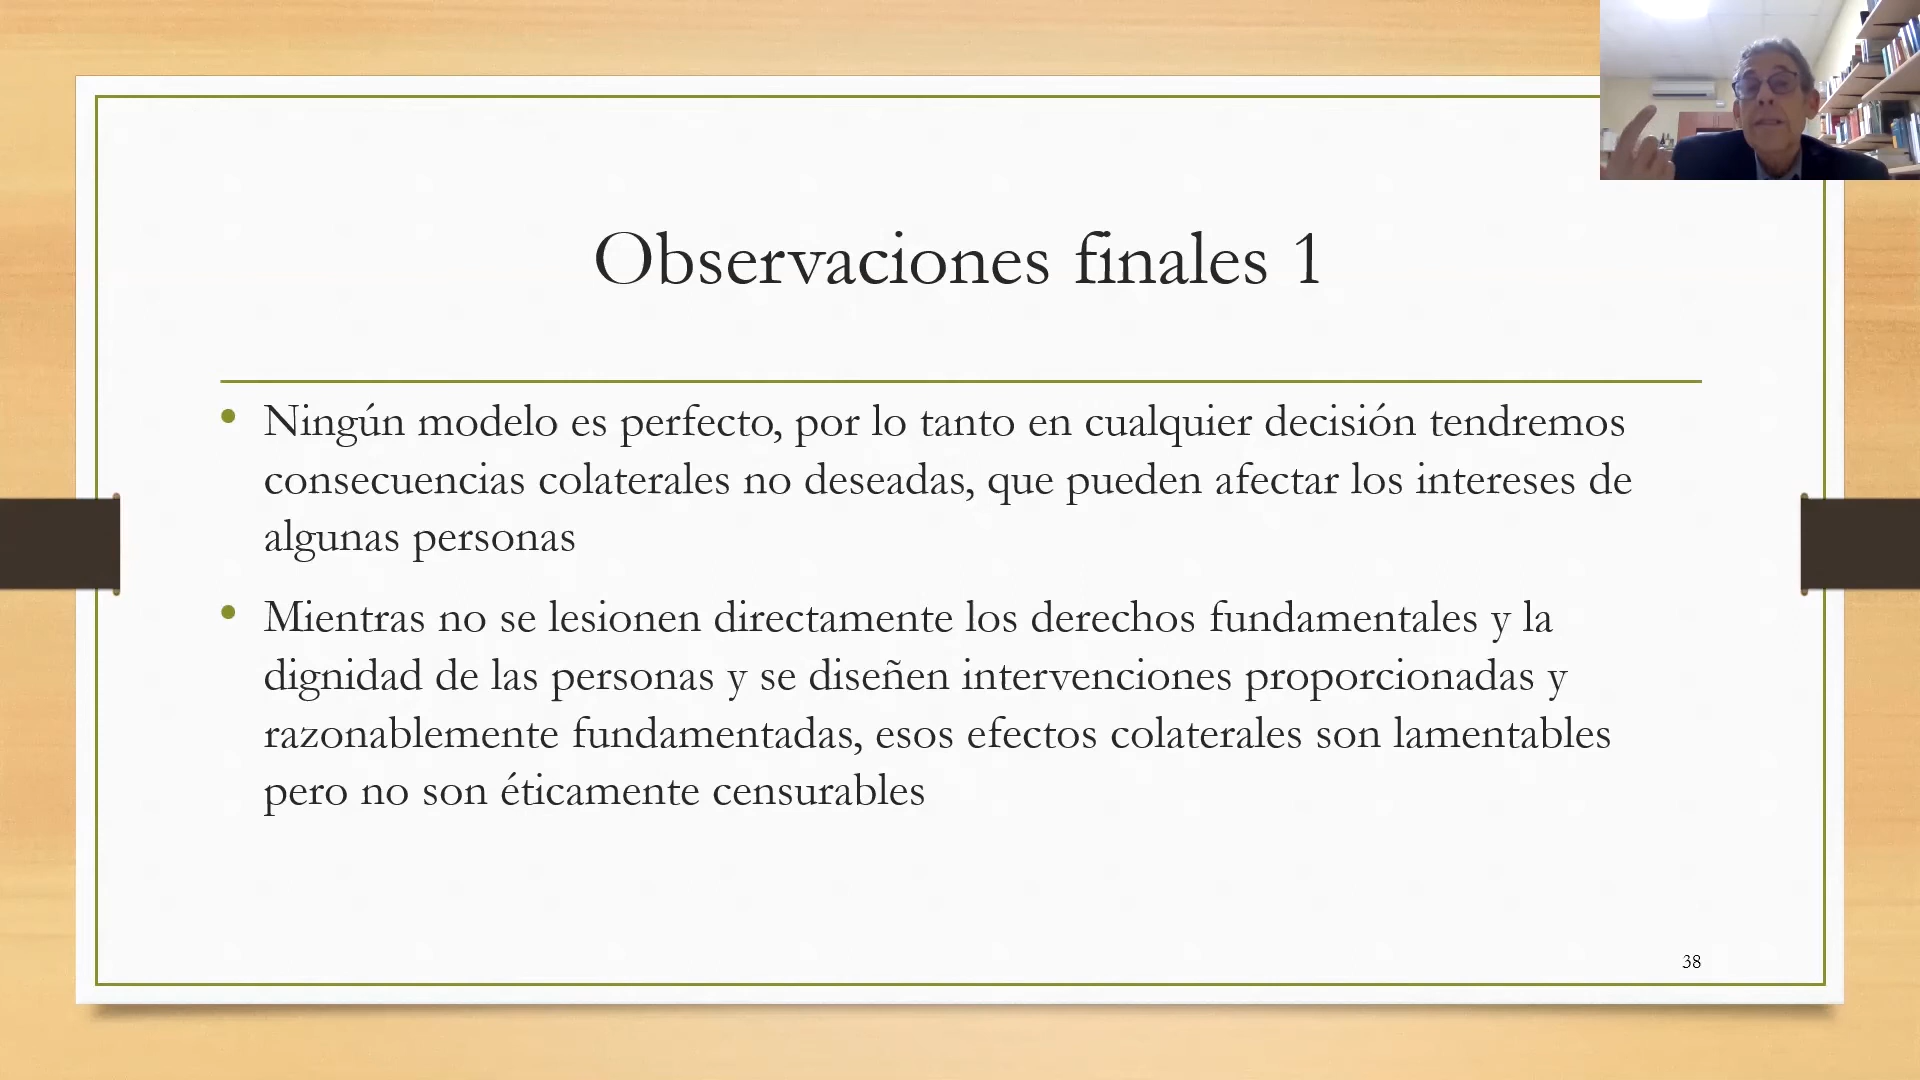 Observaciones finales 1
Ningún modelo es perfecto, por lo tanto en cualquier decisión tendremos
consecuencias colaterales no deseadas, que pueden afectar los intereses de
algunas personas
Mientras no se lesionen directamente los derechos fundamentales y la
dignidad de las personas y se diseñen intervenciones proporcionadas y
razonablemente fundamentadas, esos efectos colaterales son lamentables
pero no son éticamente censurables
38